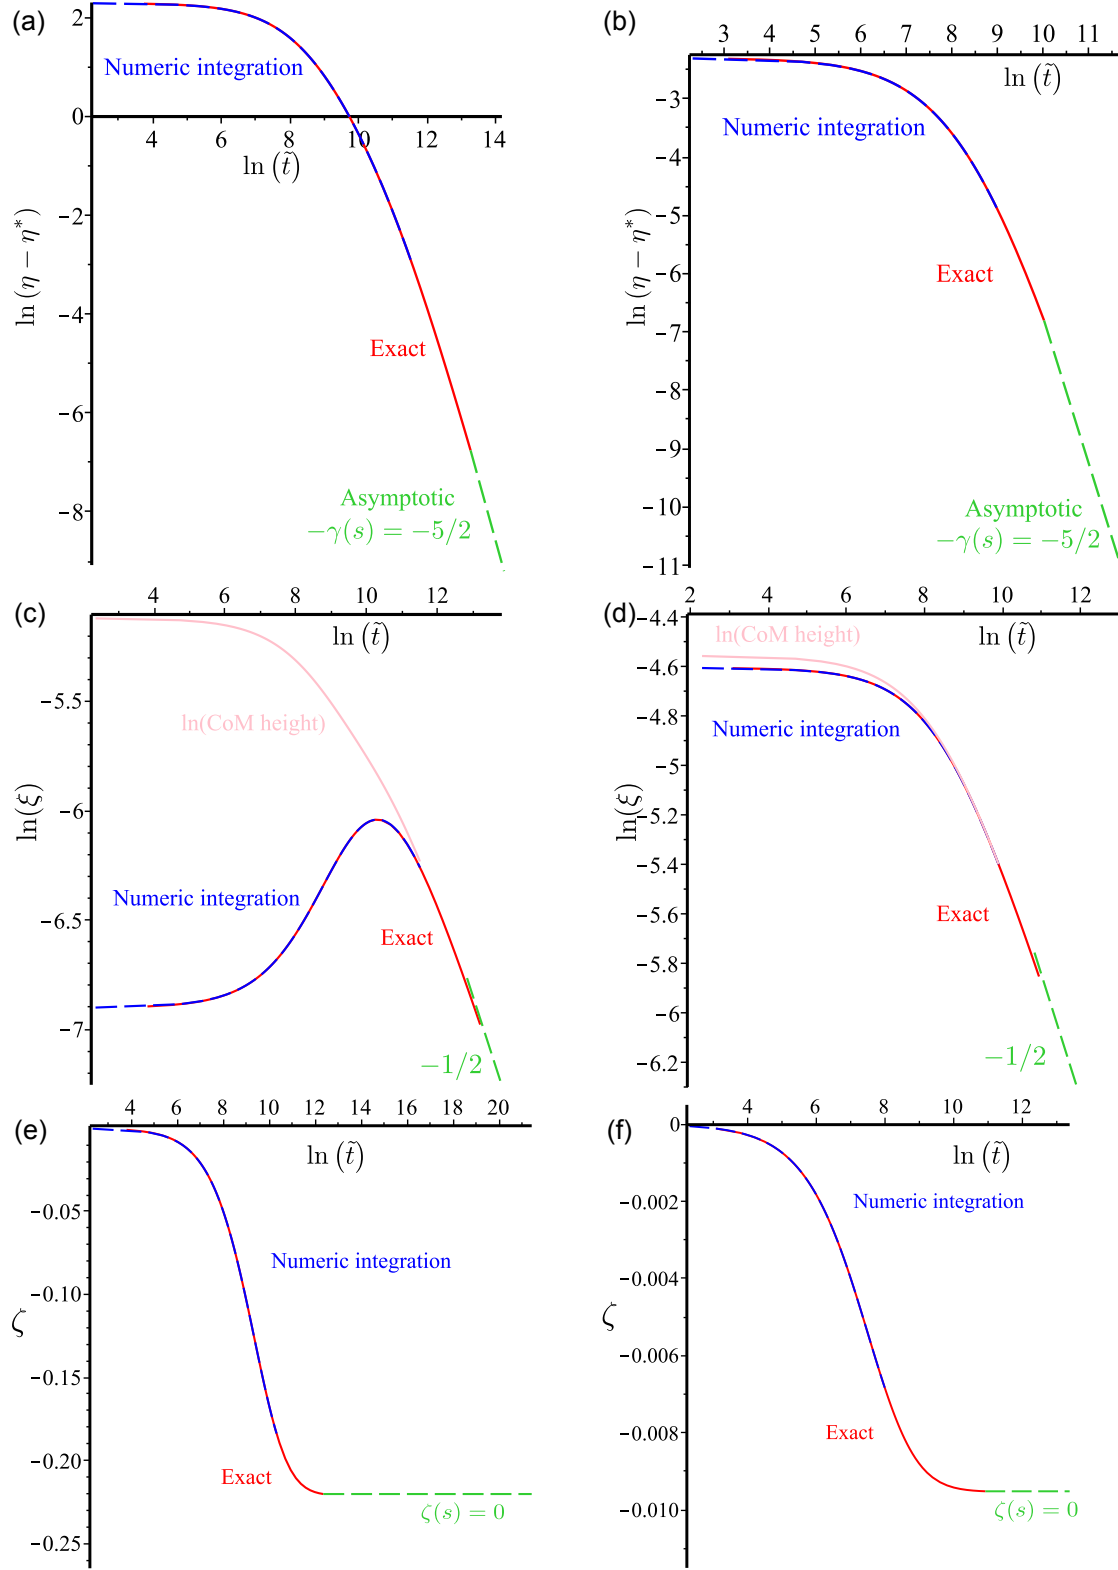 (a)
2
Numeric integration
0
4 6 8 10 12 14
ln (t̃)
−2
ln (η − η*)
−4
Exact
−6
Asymptotic
−8
−γ(s) = −5/2
(b)
3 4 5 6 7 8 9 10 11
ln (t̃)
−3
Numeric integration
−4
−5
ln (η − η*)
Exact
−6
−7
−8
−9
−10
Asymptotic
−γ(s) = −5/2
−11
(c)
4 6 8 10 12
ln (t̃)
−5.5
ln(CoM height)
ln(ξ)
−6
Numeric integration
−6.5
Exact
−7
−1/2
(d)
2 4 6 8 10 12
−4.4
ln(CoM height)
ln (t̃)
−4.6
Numeric integration
−4.8
−5
ln(ξ)
−5.2
−5.4
Exact
−5.6
−5.8
−6
−1/2
−6.2
(e)
4 6 8 10 12 14 16 18 20
ln (t̃)
−0.05
Numeric integration
−0.10
ζ
−0.15
−0.20
Exact
ζ(s) = 0
−0.25
(f)
4 6 8 10 12
0
ln (t̃)
−0.002
Numeric integration
−0.004
ζ
−0.006
−0.008
Exact
−0.010
ζ(s) = 0